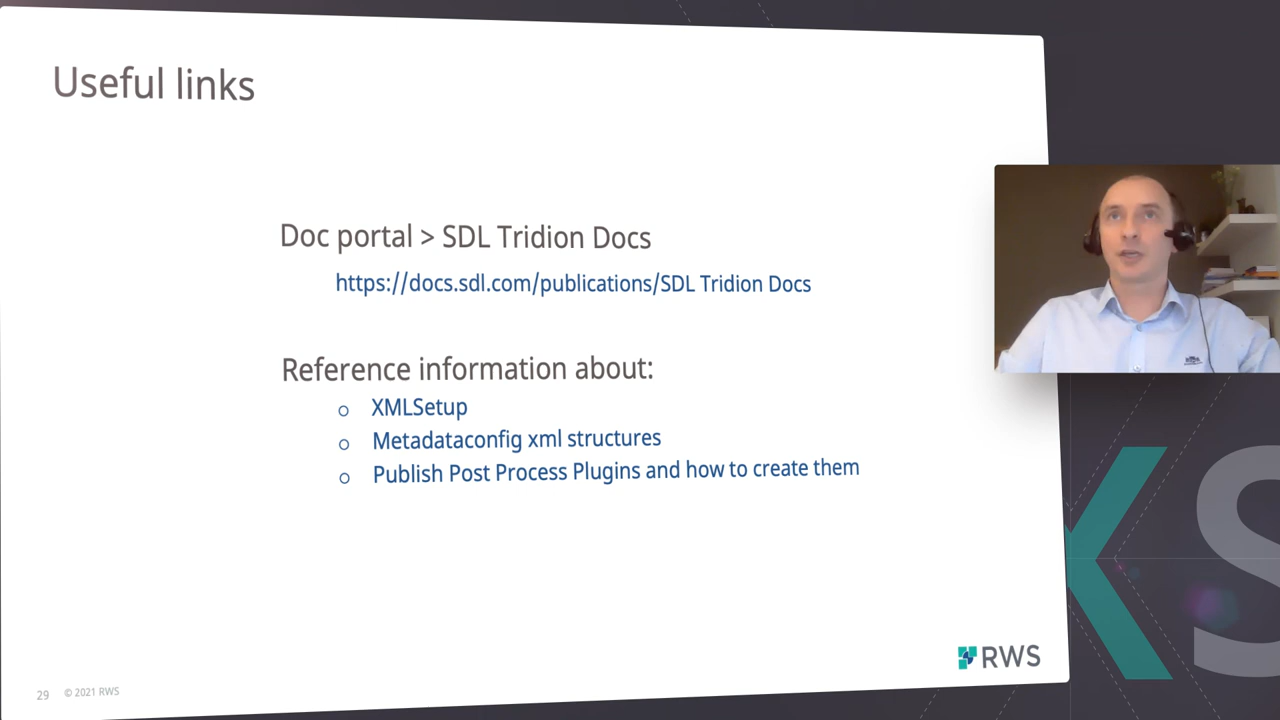 Useful links
Doc portal > SDL Tridion Docs
https://docs.sdl.com/publications/SDL Tridion Docs
Reference information about:
XMLSetup
Metadataconfig xml structures
Publish Post Process Plugins and how to create them
RWS
29 © 2021 RWS
KS